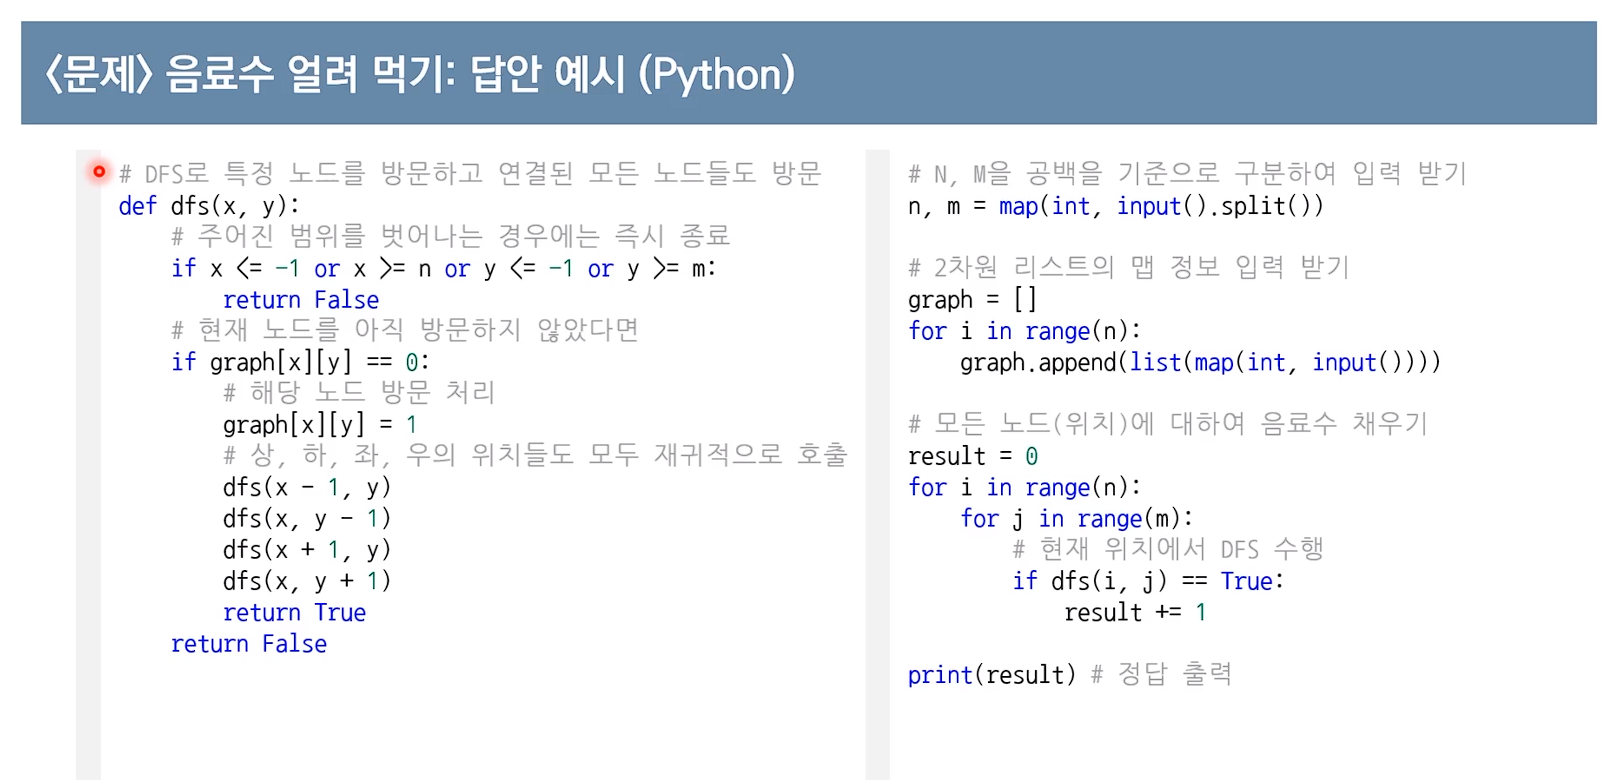 <문제> 음료수 얼려 먹기: 답안 예시 (Python)
# DFS로 특정 노드를 방문하고 연결된 모든 노드들도 방문
def dfs(x, y):
    # 주어진 범위를 벗어나는 경우에는 즉시 종료
    if x <= -1 or x >= n or y <= -1 or y >= m:
        return False
    # 현재 노드를 아직 방문하지 않았다면
    if graph[x][y] == 0:
        # 해당 노드 방문 처리
        graph[x][y] = 1
        # 상, 하, 좌, 우의 위치들도 모두 재귀적으로 호출
        dfs(x - 1, y)
        dfs(x, y - 1)
        dfs(x + 1, y)
        dfs(x, y + 1)
        return True
    return False
# N, M을 공백을 기준으로 구분하여 입력 받기
n, m = map(int, input().split())
# 2차원 리스트의 맵 정보 입력 받기
graph = []
for i in range(n):
    graph.append(list(map(int, input())))
# 모든 노드(위치)에 대하여 음료수 채우기
result = 0
for i in range(n):
    for j in range(m):
        # 현재 위치에서 DFS 수행
        if dfs(i, j) == True:
            result += 1
print(result) # 정답 출력